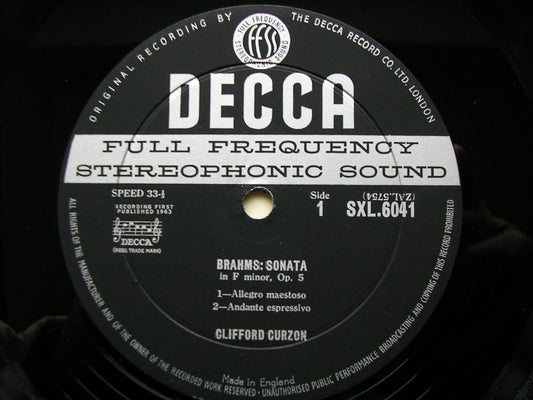 ORIGINAL RECORDING BY
THE DECCA RECORD CO. LTD. LONDON
FULL FREQUENCY
ffss
STEREOPHONIC SOUND
DECCA
FULL FREQUENCY
STEREOPHONIC SOUND
SPEED 33-⅓
RECORDING FIRST
PUBLISHED 1963
DECCA
(REGD. TRADE MARK)
Side
1
(ZAL.5754)
SXL.6041
BRAHMS: SONATA
in F minor, Op. 5
1—Allegro maestoso
2—Andante espressivo
CLIFFORD CURZON
Made in England
ALL RIGHTS OF THE MANUFACTURER AND OF THE OWNER OF THE RECORDED WORK RESERVED · UNAUTHORISED PUBLIC PERFORMANCE BROADCASTING AND COPYING OF THIS RECORD PROHIBITED